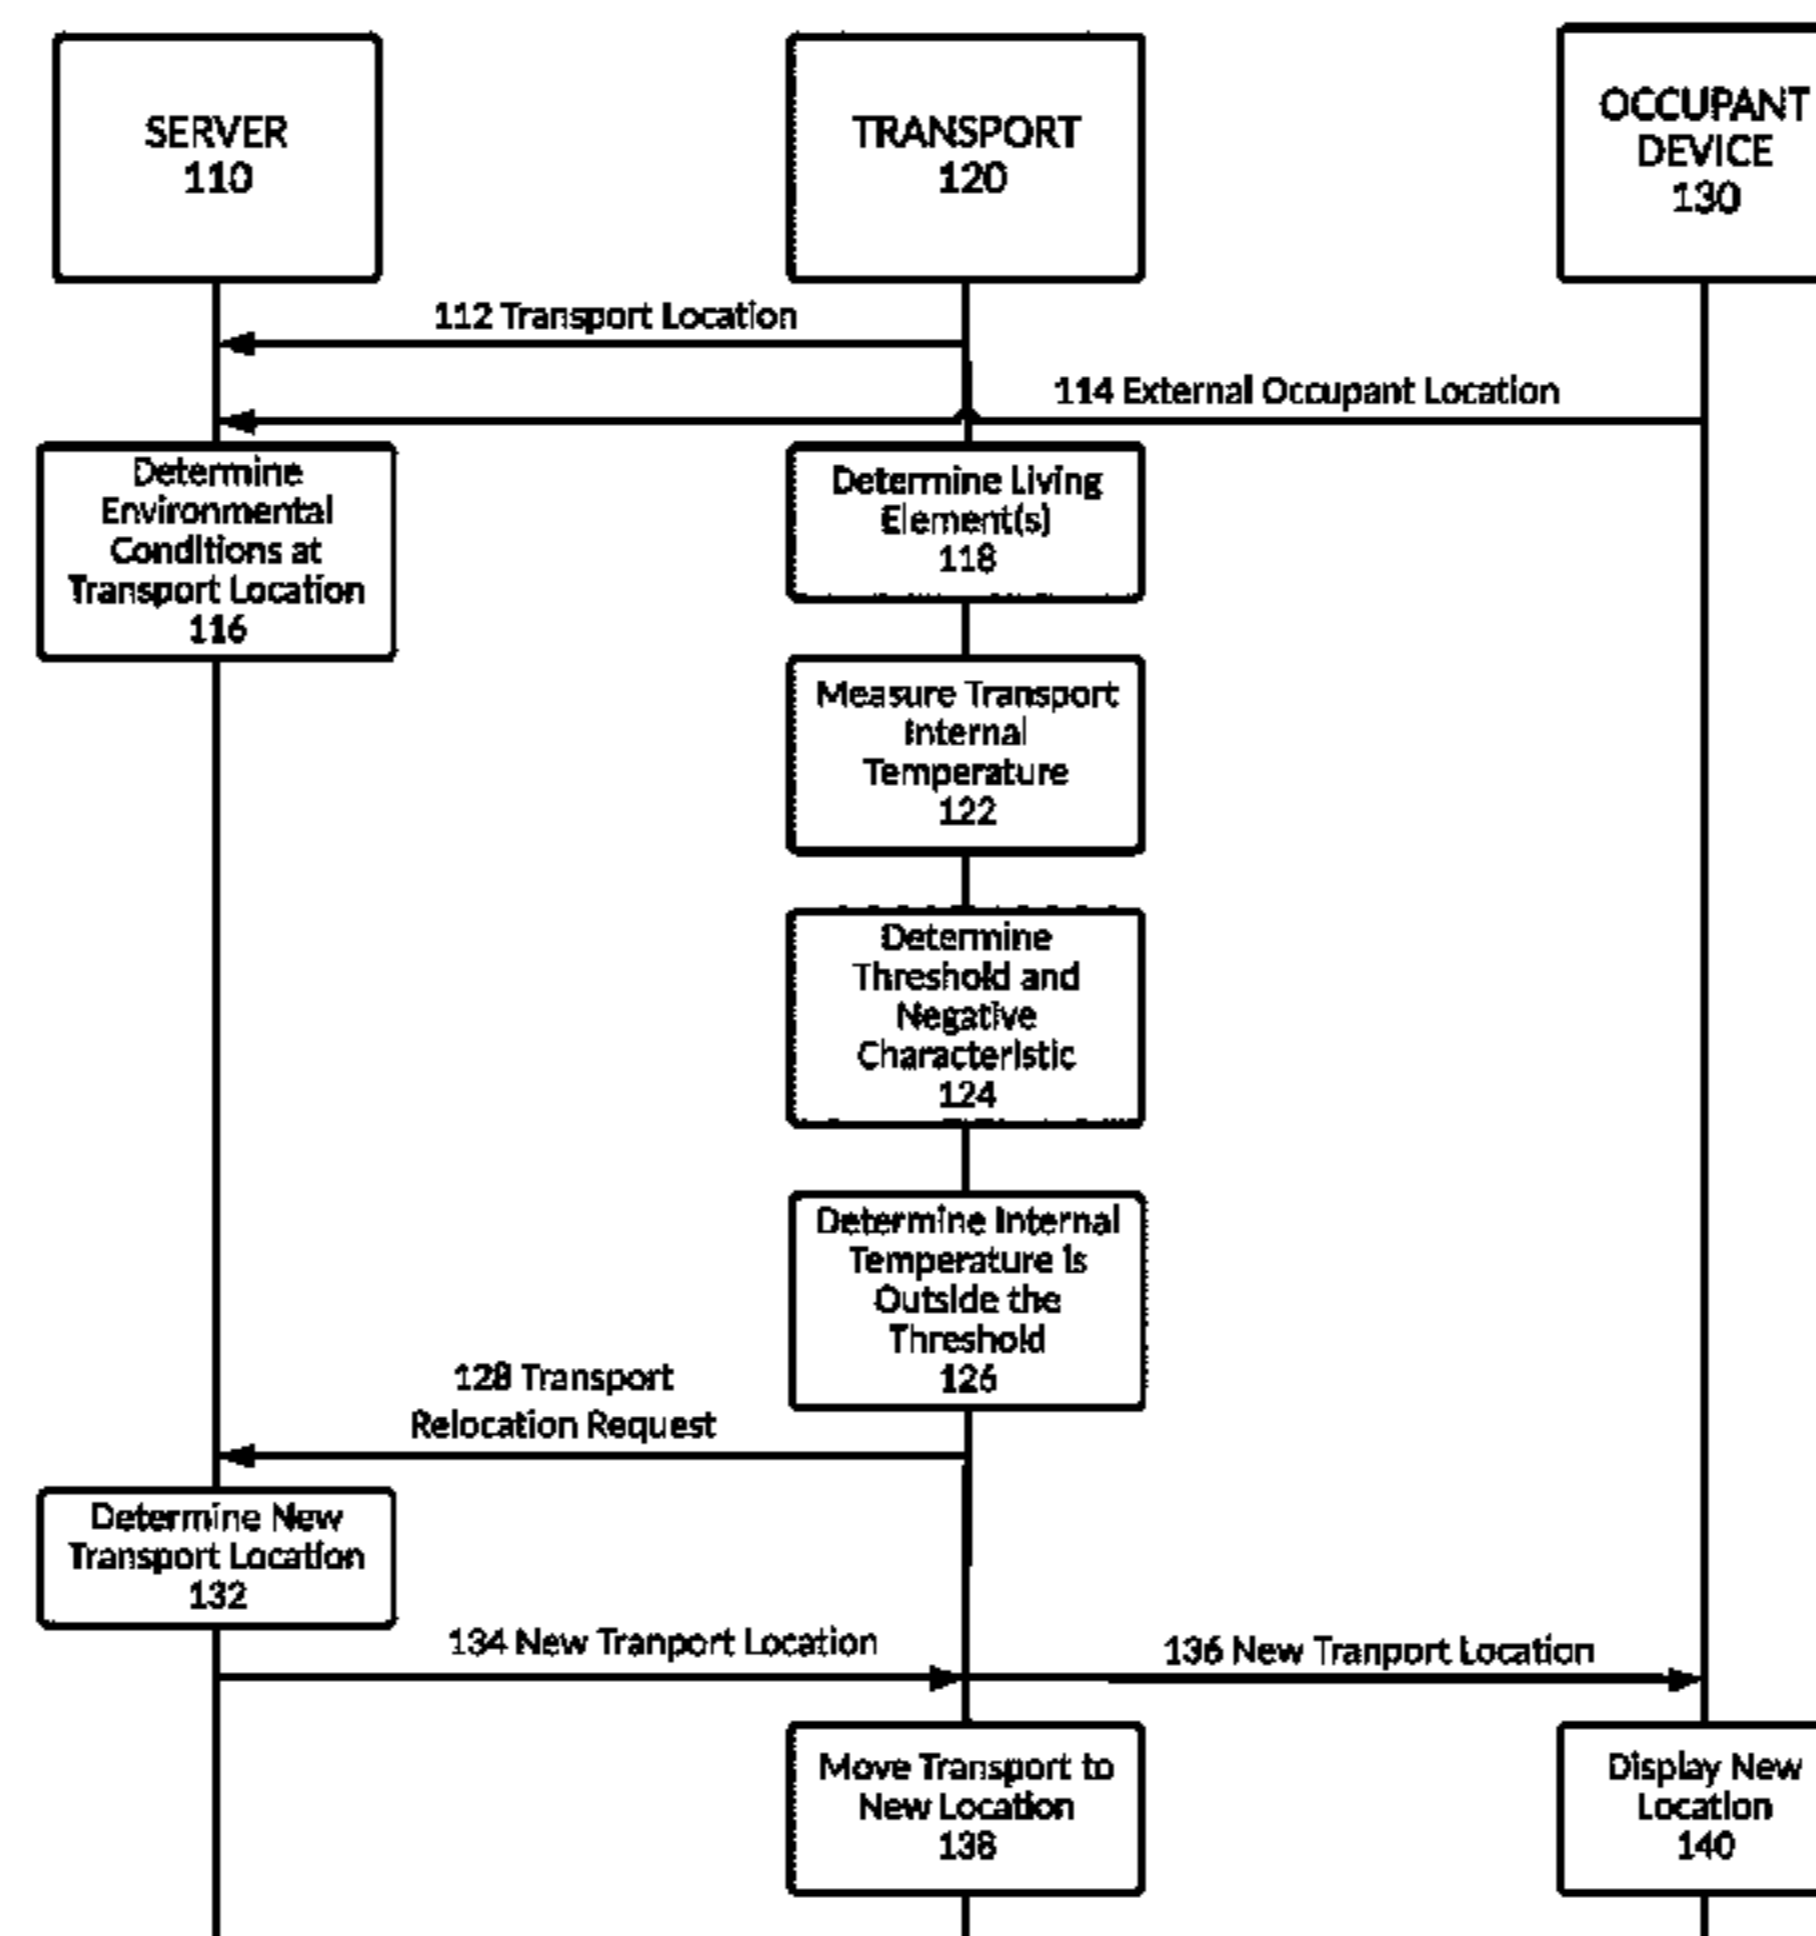 SERVER
110
TRANSPORT
120
OCCUPANT
DEVICE
130
112 Transport Location
114 External Occupant Location
Determine
Environmental
Conditions at
Transport Location
116
Determine Living
Element(s)
118
Measure Transport
Internal
Temperature
122
Determine
Threshold and
Negative
Characteristic
124
Determine Internal
Temperature is
Outside the
Threshold
126
128 Transport
Relocation Request
Determine New
Transport Location
132
134 New Tranport Location
136 New Tranport Location
Move Transport to
New Location
138
Display New
Location
140